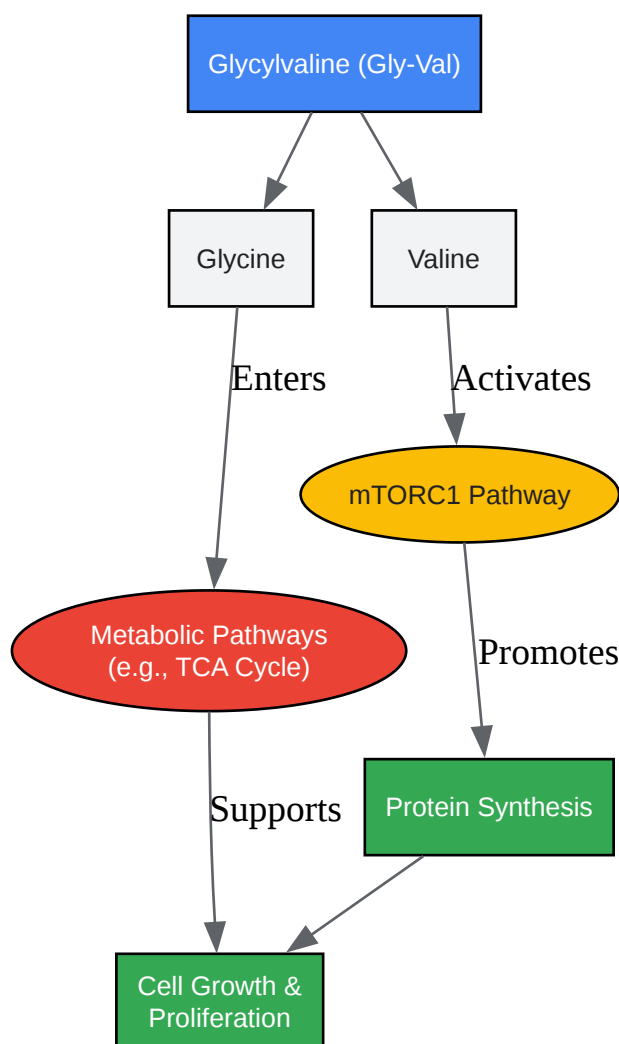 Glycylvaline (Gly-Val)
Glycine
Valine
Enters
Activates
mTORC1 Pathway
Metabolic Pathways
(e.g., TCA Cycle)
Promotes
Supports
Protein Synthesis
Cell Growth &
Proliferation